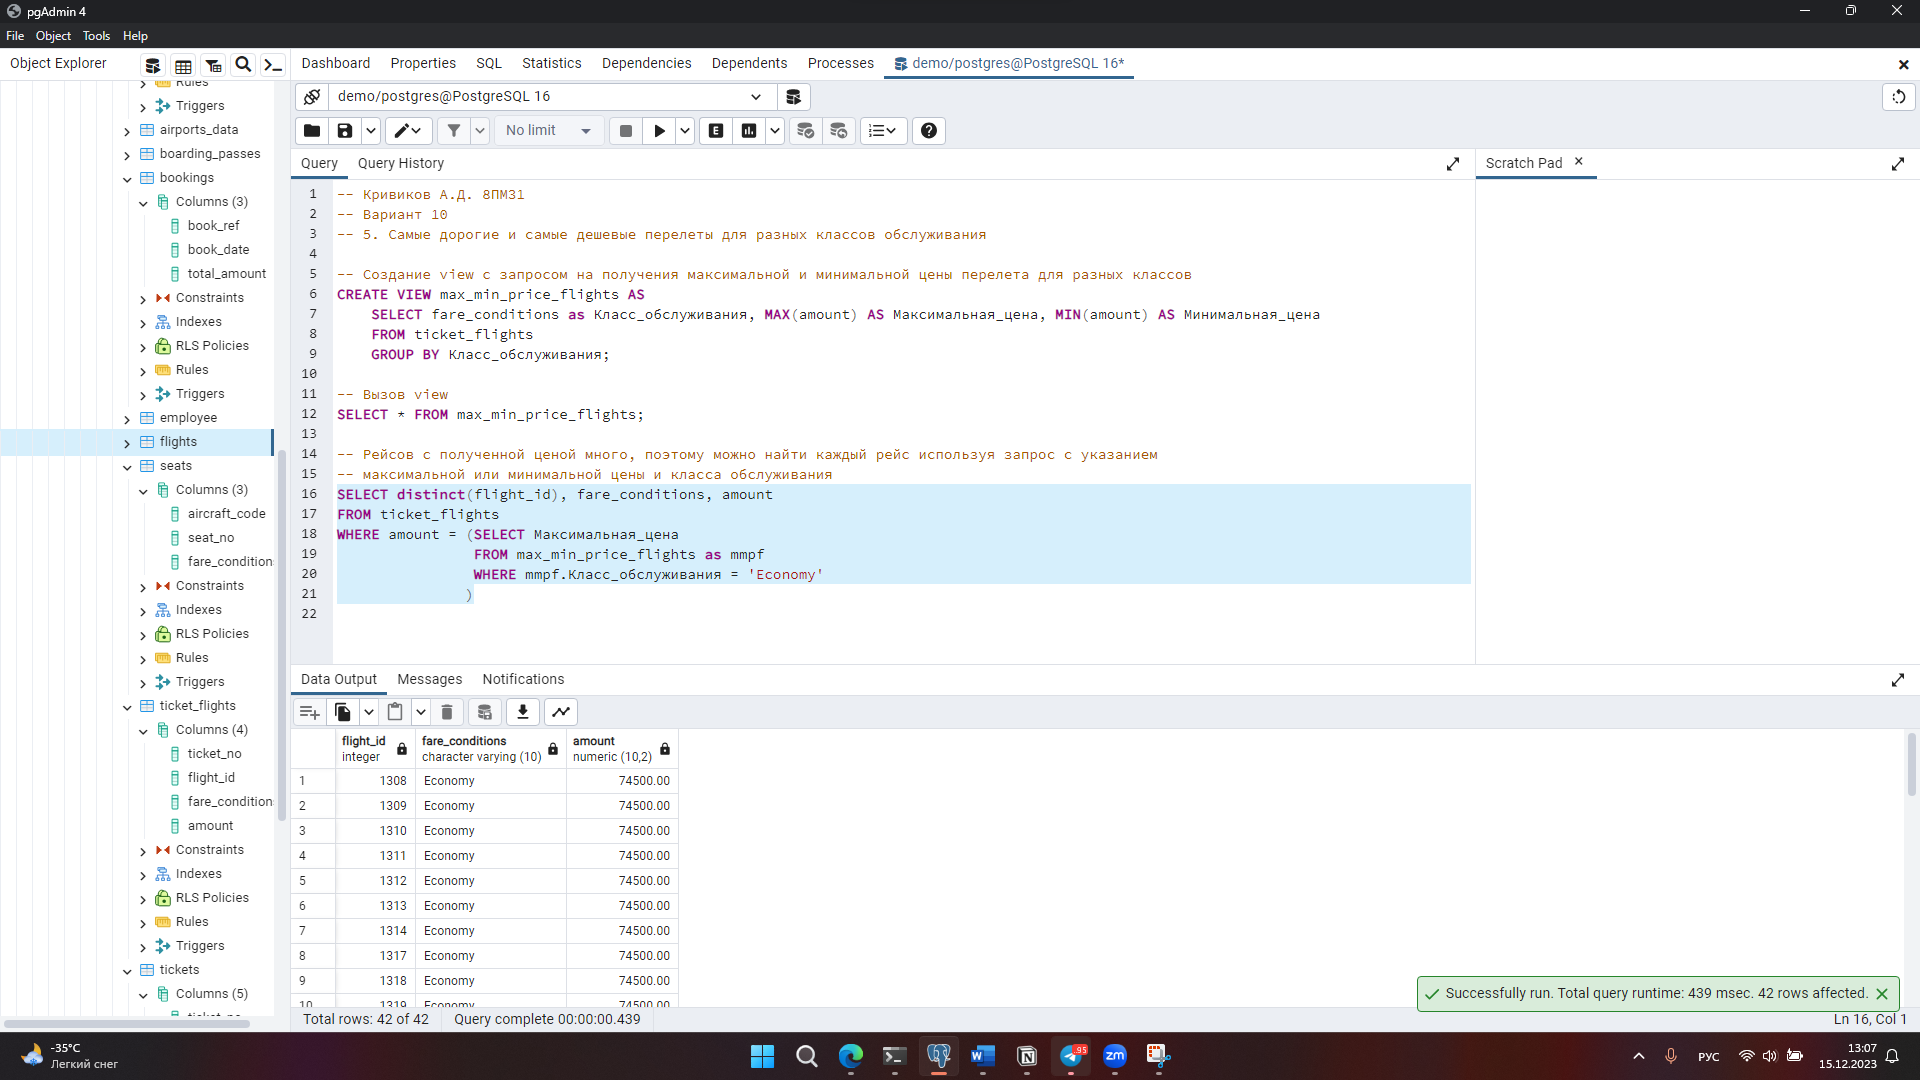 pgAdmin 4
File Object Tools Help
Object Explorer
Dashboard Properties SQL Statistics Dependencies Dependents Processes demo/postgres@PostgreSQL 16*
demo/postgres@PostgreSQL 16
No limit
Query Query History
Scratch Pad
Rules
Triggers
airports_data
boarding_passes
bookings
Columns (3)
book_ref
book_date
total_amount
Constraints
Indexes
RLS Policies
Rules
Triggers
employee
flights
seats
Columns (3)
aircraft_code
seat_no
fare_condition
Constraints
Indexes
RLS Policies
Rules
Triggers
ticket_flights
Columns (4)
ticket_no
flight_id
fare_condition
amount
Constraints
Indexes
RLS Policies
Rules
Triggers
tickets
Columns (5)
1 -- Кривиков А.Д. 8ПМ31
2 -- Вариант 10
3 -- 5. Самые дорогие и самые дешевые перелеты для разных классов обслуживания
4
5 -- Создание view с запросом на получения максимальной и минимальной цены перелета для разных классов
6 CREATE VIEW max_min_price_flights AS
7 SELECT fare_conditions as Класс_обслуживания, MAX(amount) AS Максимальная_цена, MIN(amount) AS Минимальная_цена
8 FROM ticket_flights
9 GROUP BY Класс_обслуживания;
10
11 -- Вызов view
12 SELECT * FROM max_min_price_flights;
13
14 -- Рейсов с полученной ценой много, поэтому можно найти каждый рейс используя запрос с указанием
15 -- максимальной или минимальной цены и класса обслуживания
16 SELECT distinct(flight_id), fare_conditions, amount
17 FROM ticket_flights
18 WHERE amount = (SELECT Максимальная_цена
19 FROM max_min_price_flights as mmpf
20 WHERE mmpf.Класс_обслуживания = 'Economy'
21 )
22
Data Output Messages Notifications
flight_id integer fare_conditions character varying (10) amount numeric (10,2)
1 1308 Economy 74500.00
2 1309 Economy 74500.00
3 1310 Economy 74500.00
4 1311 Economy 74500.00
5 1312 Economy 74500.00
6 1313 Economy 74500.00
7 1314 Economy 74500.00
8 1317 Economy 74500.00
9 1318 Economy 74500.00
10 1319 Economy 74500.00
Successfully run. Total query runtime: 439 msec. 42 rows affected.
Total rows: 42 of 42 Query complete 00:00:00.439
Ln 16, Col 1
-35°C
Легкий снег
95
zm
РУС
13:07
15.12.2023